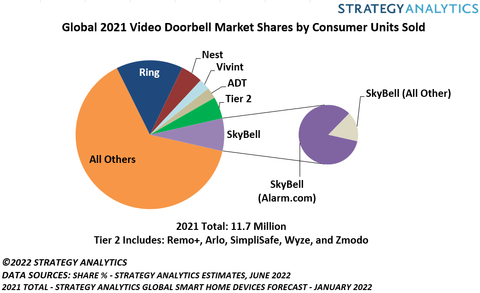 STRATEGYANALYTICS
Global 2021 Video Doorbell Market Shares by Consumer Units Sold
Ring
Nest
Vivint
ADT
Tier 2
SkyBell
All Others
SkyBell (All Other)
SkyBell
(Alarm.com)
2021 Total: 11.7 Million
Tier 2 Includes: Remo+, Arlo, SimpliSafe, Wyze, and Zmodo
©2022 STRATEGY ANALYTICS
DATA SOURCES: SHARE % - STRATEGY ANALYTICS ESTIMATES, JUNE 2022
2021 TOTAL - STRATEGY ANALYTICS GLOBAL SMART HOME DEVICES FORECAST - JANUARY 2022